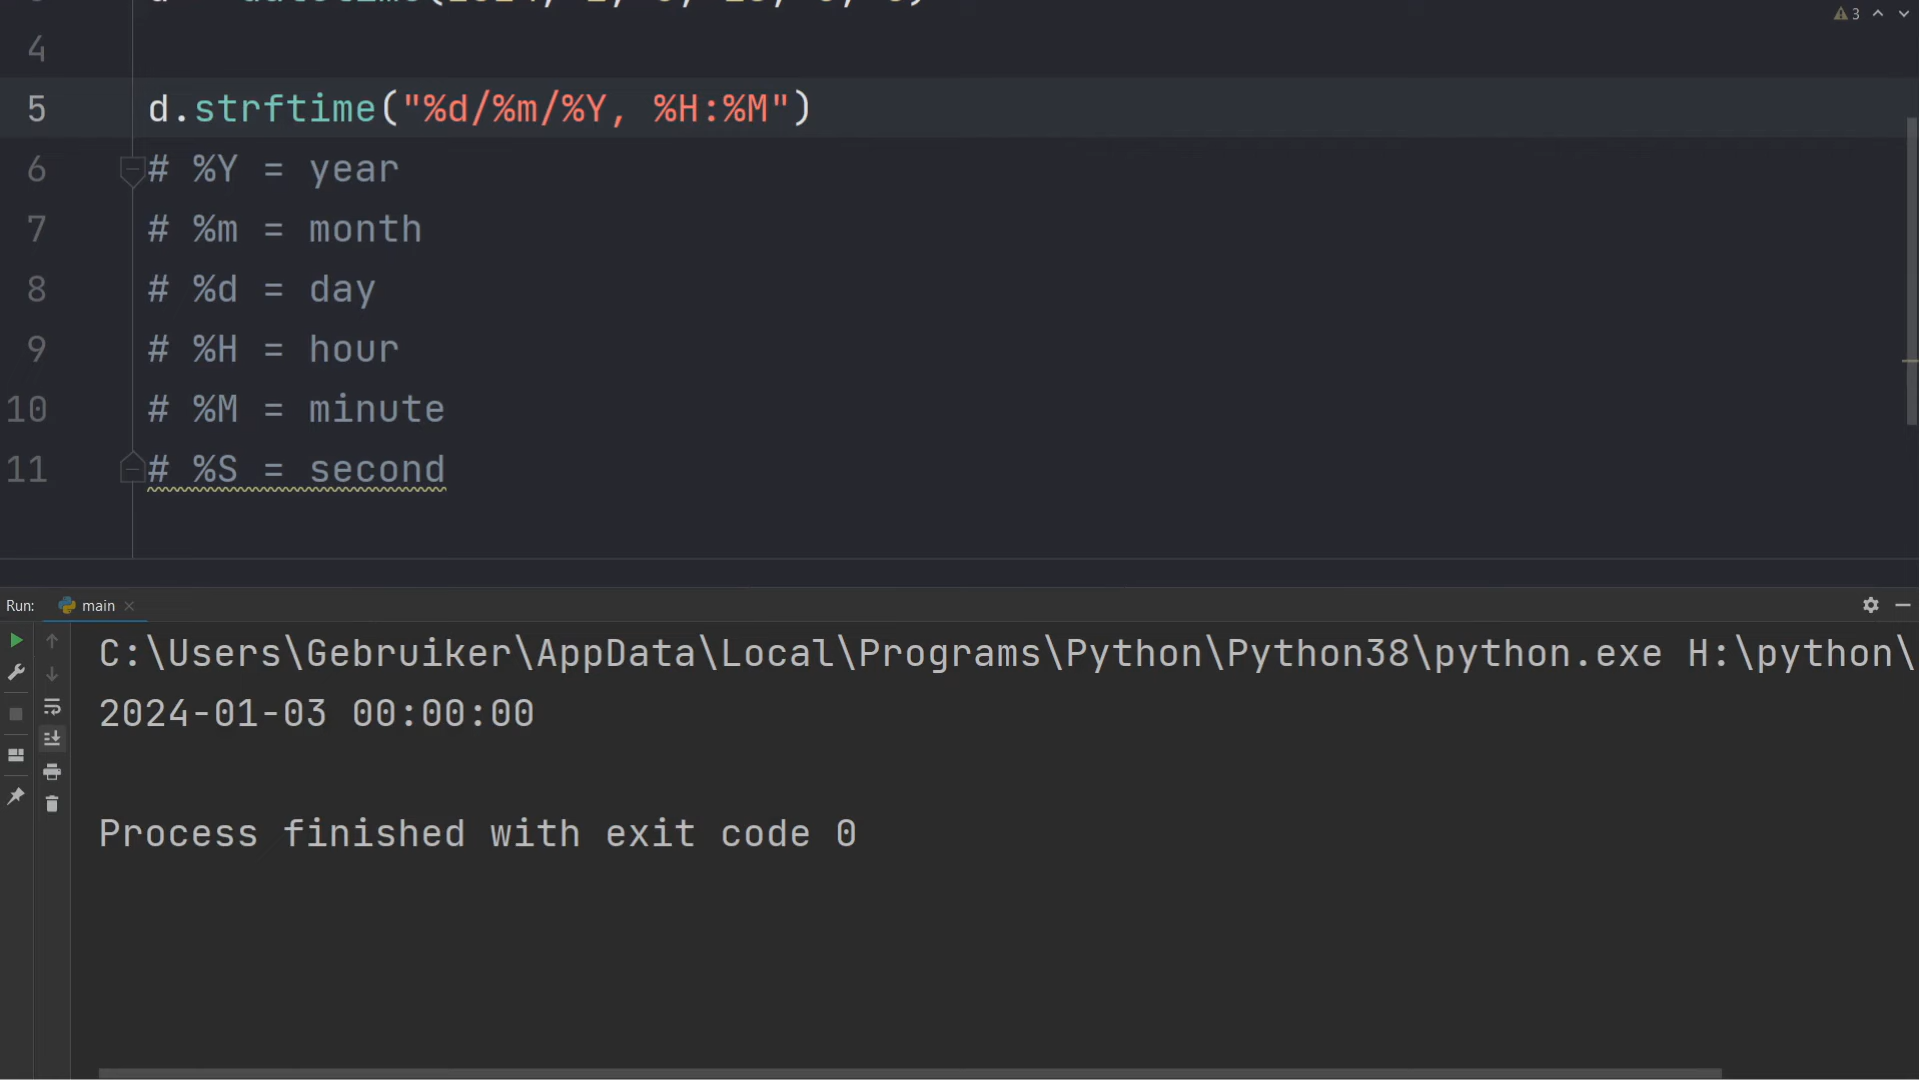 4
5 d.strftime("%d/%m/%Y, %H:%M")
6 # %Y = year
7 # %m = month
8 # %d = day
9 # %H = hour
10 # %M = minute
11 # %S = second
3
Run: main
C:\Users\Gebruiker\AppData\Local\Programs\Python\Python38\python.exe H:\python\
2024-01-03 00:00:00
Process finished with exit code 0